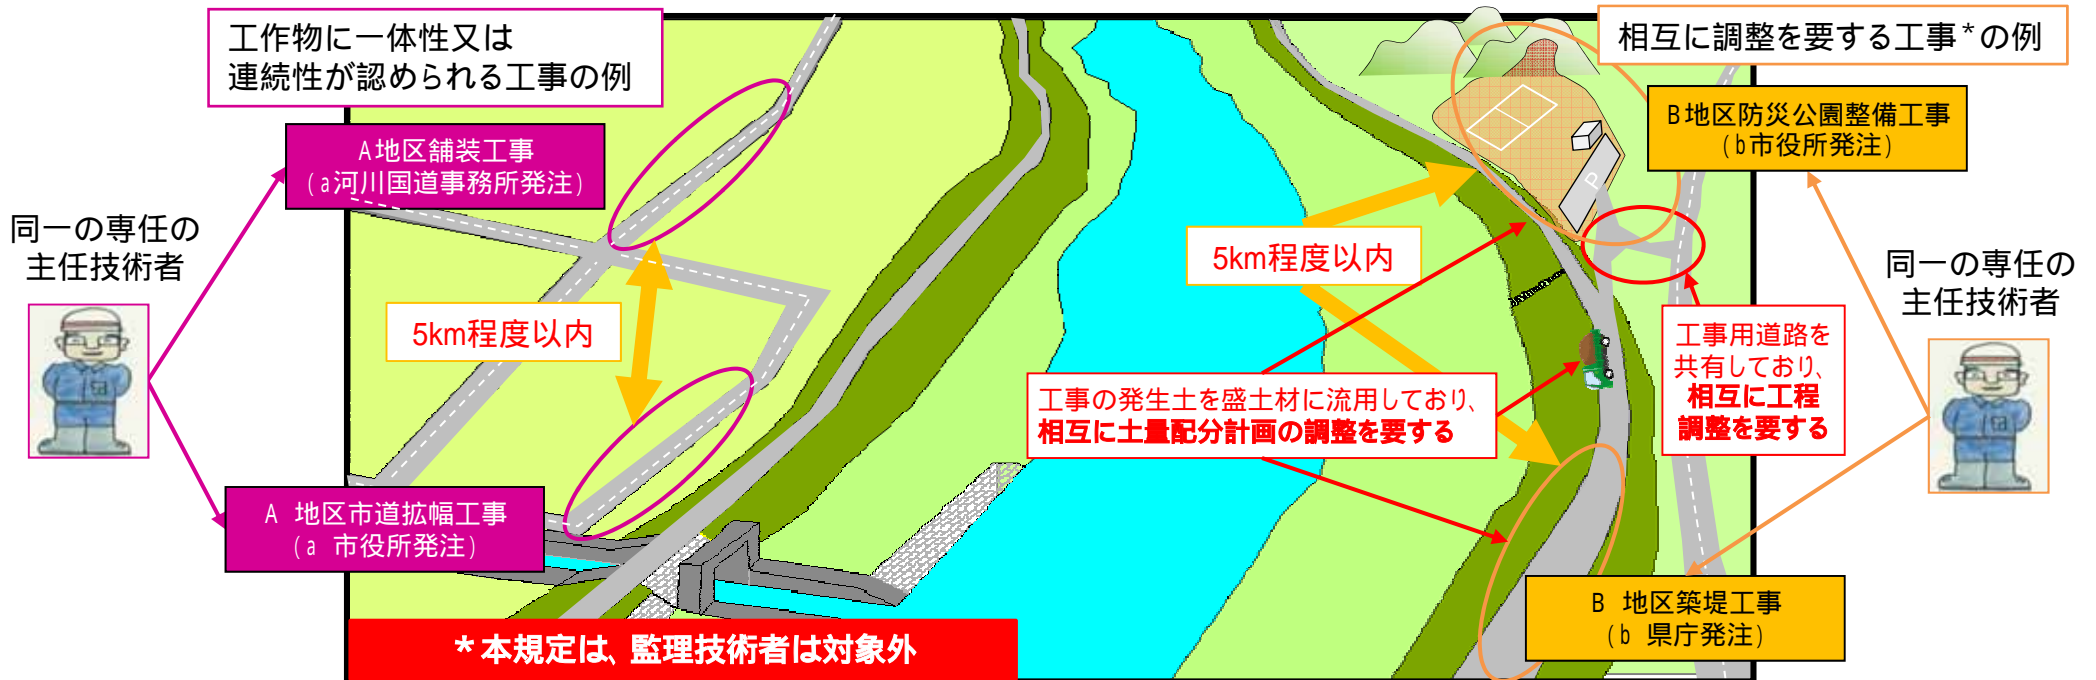 工作物に一体性又は
連続性が認められる工事の例
A地区舗装工事
(a河川国道事務所発注)
同一の専任の
主任技術者
5km程度以内
A 地区市道拡幅工事
(a 市役所発注)
*本規定は、監理技術者は対象外
相互に調整を要する工事*の例
B地区防災公園整備工事
(b市役所発注)
P
5km程度以内
同一の専任の
主任技術者
工事用道路を
共有しており、
相互に工程
調整を要する
工事の発生土を盛土材に流用しており、
相互に土量配分計画の調整を要する
B 地区築堤工事
(b 県庁発注)